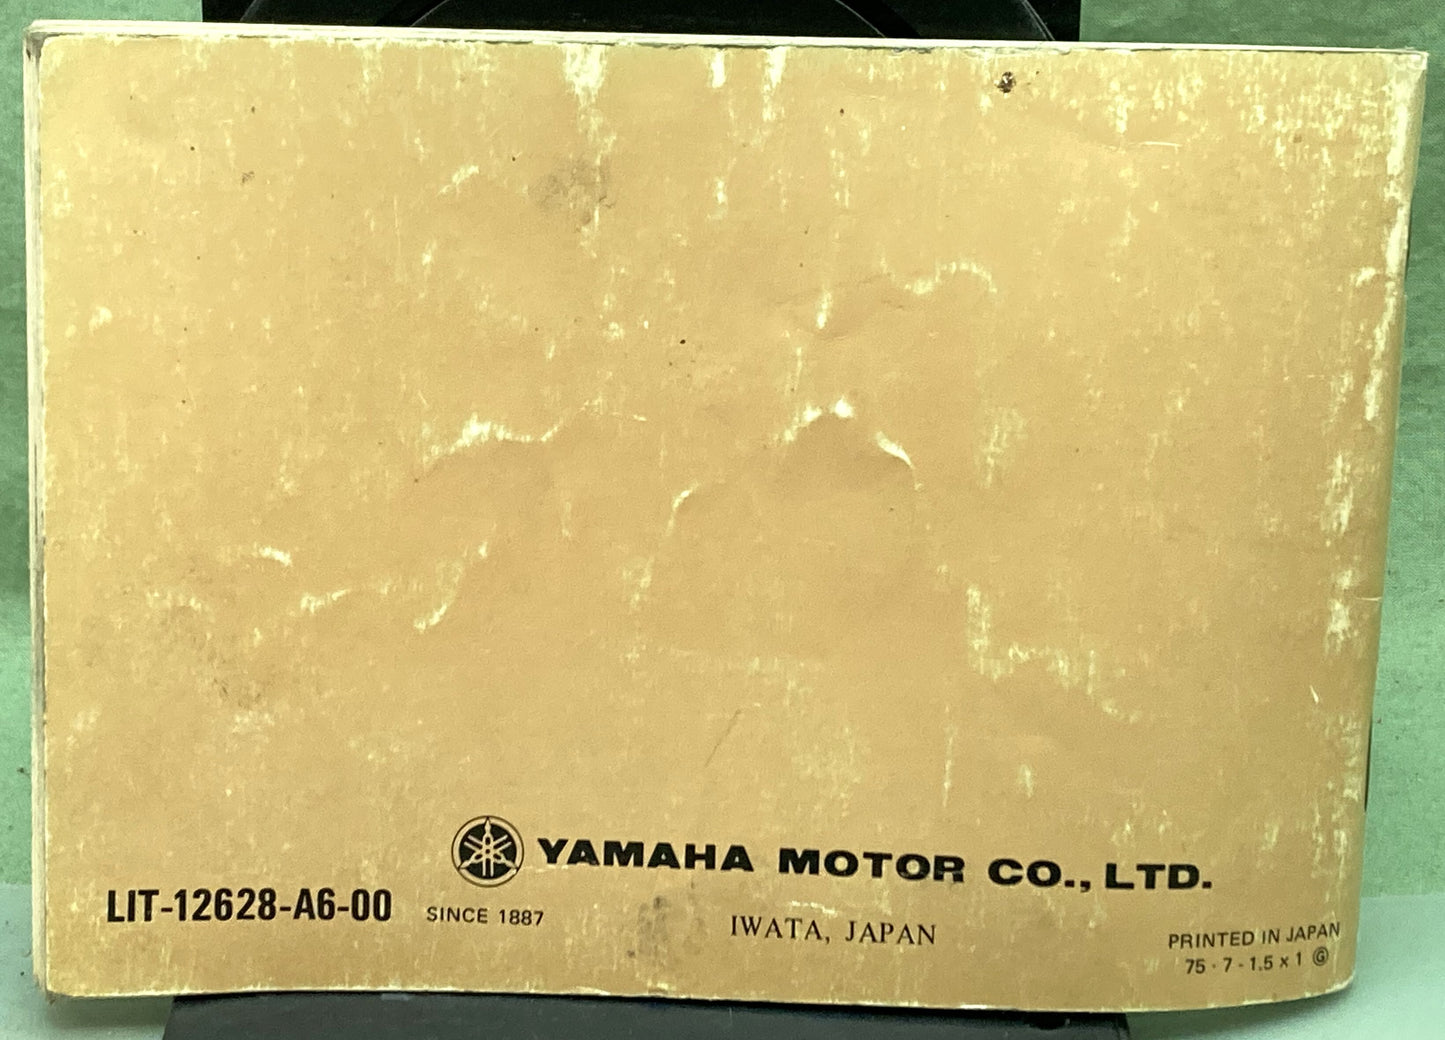 YAMAHA MOTOR CO., LTD.
LIT-12628-A6-00
SINCE 1887
IWATA, JAPAN
PRINTED IN JAPAN
75・7-1.5 x 1 Ⓖ